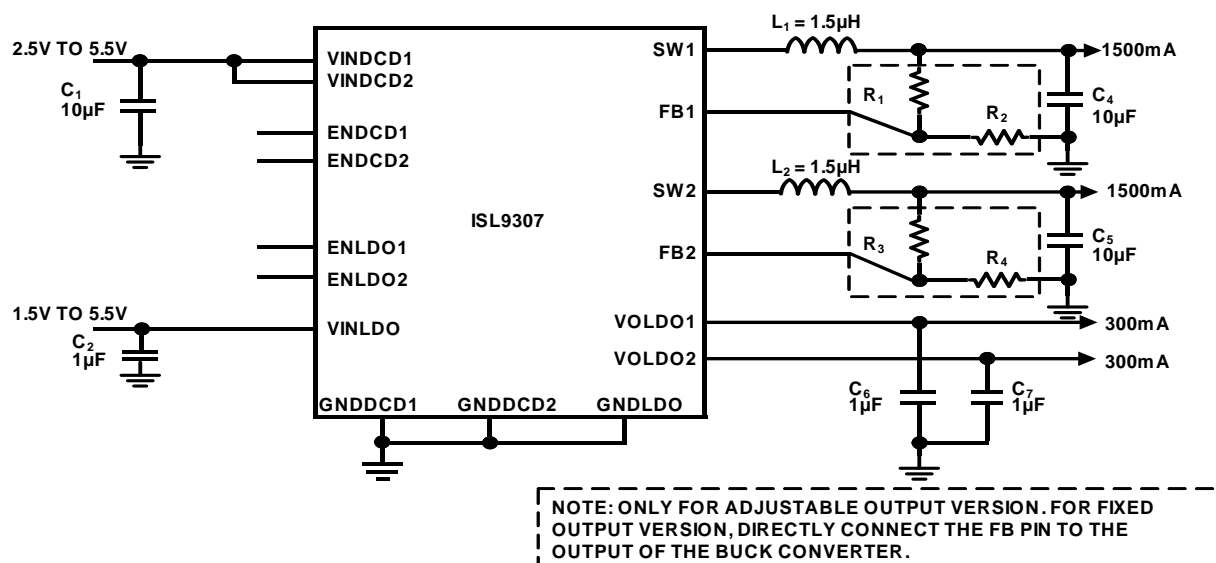 L1 = 1.5µH
2.5V TO 5.5V
VINDCD1
VINDCD2
SW1
1500mA
C1
10µF
R1
C4
10µF
FB1
R2
ENDCD1
ENDCD2
L2 = 1.5µH
SW2
1500mA
ISL9307
R3
C5
10µF
FB2
R4
ENLDO1
ENLDO2
1.5V TO 5.5V
VINLDO
VOLDO1
300mA
C2
1µF
VOLDO2
300mA
C6
1µF
C7
1µF
GNDDCD1
GNDDCD2
GNDLDO
NOTE: ONLY FOR ADJUSTABLE OUTPUT VERSION. FOR FIXED
OUTPUT VERSION, DIRECTLY CONNECT THE FB PIN TO THE
OUTPUT OF THE BUCK CONVERTER.